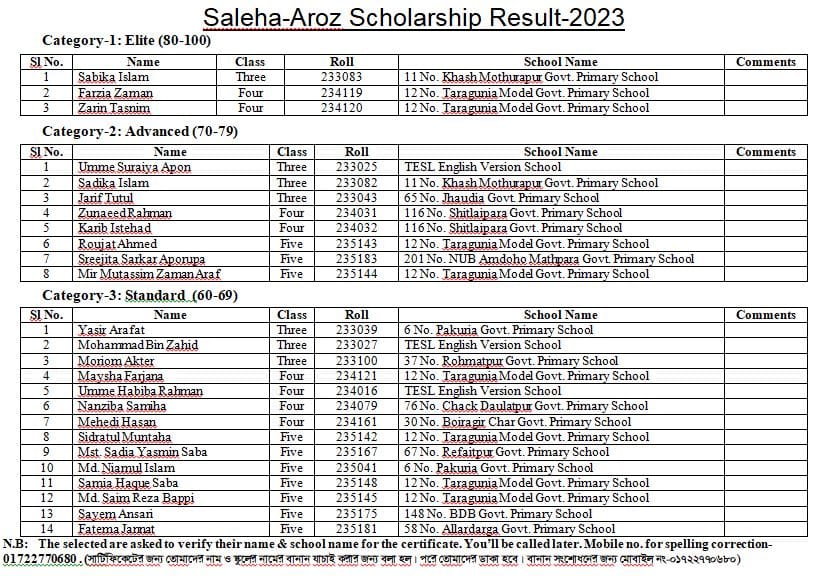 Saleha-Aroz Scholarship Result-2023
Category-1: Elite (80-100)
Sl No. Name Class Roll School Name Comments
1 Sabika Islam Three 233083 11 No. Khash Mothurapur Govt. Primary School
2 Farzia Zaman Four 234119 12 No. Taragunia Model Govt. Primary School
3 Zarin Tasnim Four 234120 12 No. Taragunia Model Govt. Primary School
Category-2: Advanced (70-79)
Sl No. Name Class Roll School Name Comments
1 Umme Suraiya Apon Three 233025 TESL English Version School
2 Sadika Islam Three 233082 11 No. Khash Mothurapur Govt. Primary School
3 Jarif Tutul Three 233043 65 No. Jhaudia Govt. Primary School
4 Zunaeed Rahman Four 234031 116 No. Shitlaipara Govt. Primary School
5 Karib Istehad Four 234032 116 No. Shitlaipara Govt. Primary School
6 Roujat Ahmed Five 235143 12 No. Taragunia Model Govt. Primary School
7 Sreejita Sarkar Aporupa Five 235183 201 No. NUB Amdoho Mathpara Govt. Primary School
8 Mir Mutassim Zaman Araf Five 235144 12 No. Taragunia Model Govt. Primary School
Category-3: Standard (60-69)
Sl No. Name Class Roll School Name Comments
1 Yasir Arafat Three 233039 6 No. Pakuria Govt. Primary School
2 Mohammad Bin Zahid Three 233027 TESL English Version School
3 Moriom Akter Three 233100 37 No. Rohmatpur Govt. Primary School
4 Maysha Farjana Four 234121 12 No. Taragunia Model Govt. Primary School
5 Umme Habiba Rahman Four 234016 TESL English Version School
6 Nanziba Samiha Four 234079 76 No. Chack Daulatpur Govt. Primary School
7 Mehedi Hasan Four 234161 30 No. Boiragir Char Govt. Primary School
8 Sidratul Muntaha Five 235142 12 No. Taragunia Model Govt. Primary School
9 Mst. Sadia Yasmin Saba Five 235167 67 No. Refaitpur Govt. Primary School
10 Md. Niamul Islam Five 235041 6 No. Pakuria Govt. Primary School
11 Samia Haque Saba Five 235148 12 No. Taragunia Model Govt. Primary School
12 Md. Saim Reza Bappi Five 235145 12 No. Taragunia Model Govt. Primary School
13 Sayem Ansari Five 235175 148 No. BDB Govt. Primary School
14 Fatema Jannat Five 235181 58 No. Allardarga Govt. Primary School
N.B: The selected are asked to verify their name & school name for the certificate. You'll be called later. Mobile no. for spelling correction-
01722770680 . (সার্টিফিকেটের জন্য তোমাদের নাম ও স্কুলের নামের বানান যাচাই করার জন্য বলা হল। পরে তোমাদের ডাকা হবে। বানান সংশোধনের জন্য মোবাইল নং-০১৭২২৭৭০৬৮০)